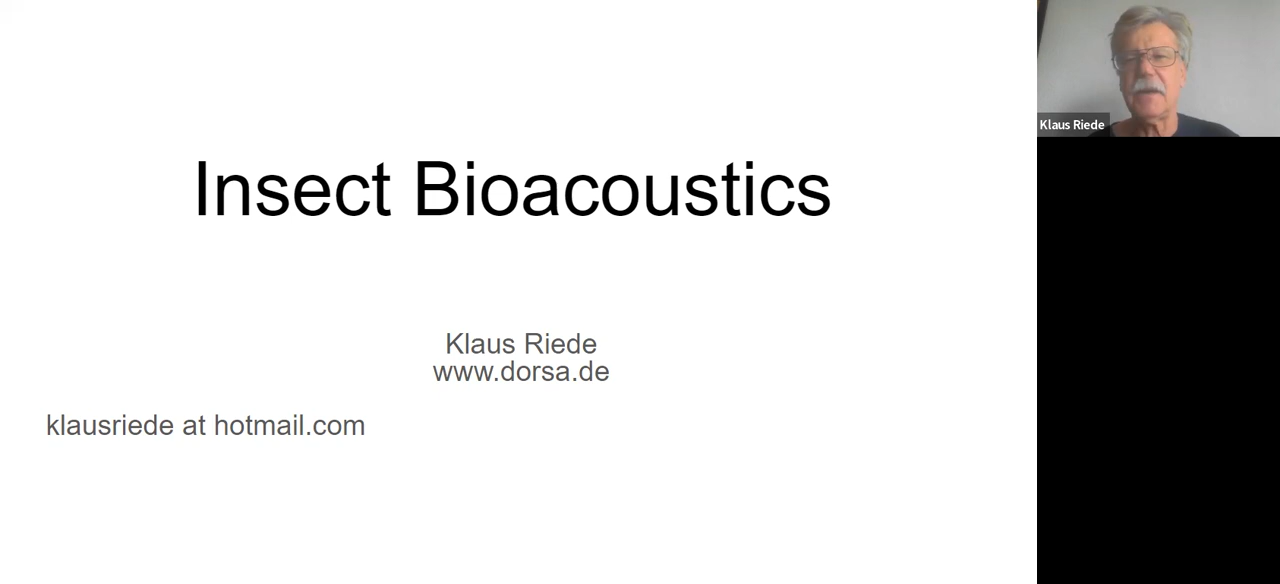 Insect Bioacoustics
Klaus Riede
www.dorsa.de
klausriede at hotmail.com
Klaus Riede